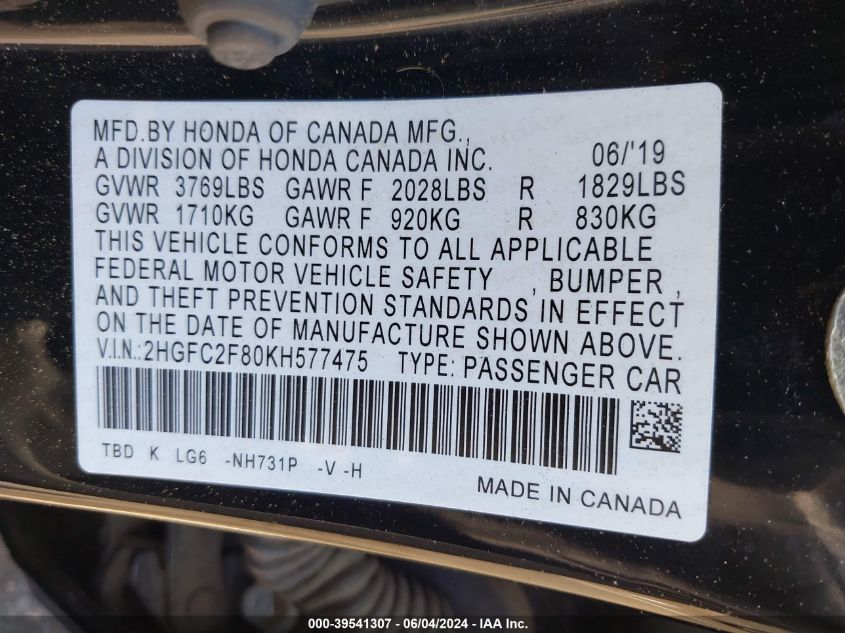 MFD.BY HONDA OF CANADA MFG.,
A DIVISION OF HONDA CANADA INC. 06/'19
GVWR 3769LBS GAWR F 2028LBS R 1829LBS
GVWR 1710KG GAWR F 920KG R 830KG
THIS VEHICLE CONFORMS TO ALL APPLICABLE
FEDERAL MOTOR VEHICLE SAFETY , BUMPER ,
AND THEFT PREVENTION STANDARDS IN EFFECT
ON THE DATE OF MANUFACTURE SHOWN ABOVE.
V.I.N.:2HGFC2F80KH577475 TYPE: PASSENGER CAR
TBD K LG6 -NH731P -V -H
MADE IN CANADA
000-39541307 | 06/04/2024 - IAA Inc.